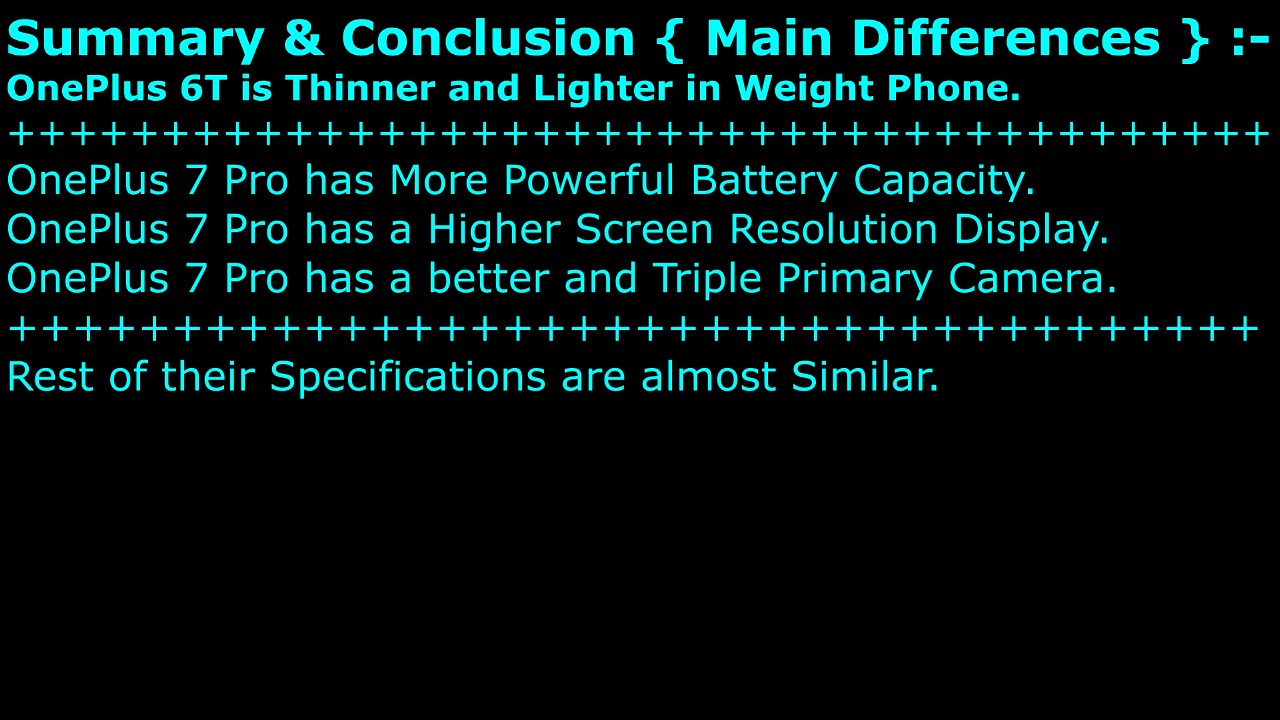 Summary & Conclusion { Main Differences } :-
OnePlus 6T is Thinner and Lighter in Weight Phone.
+++++++++++++++++++++++++++++++++++++++++
OnePlus 7 Pro has More Powerful Battery Capacity.
OnePlus 7 Pro has a Higher Screen Resolution Display.
OnePlus 7 Pro has a better and Triple Primary Camera.
++++++++++++++++++++++++++++++++++++++
Rest of their Specifications are almost Similar.